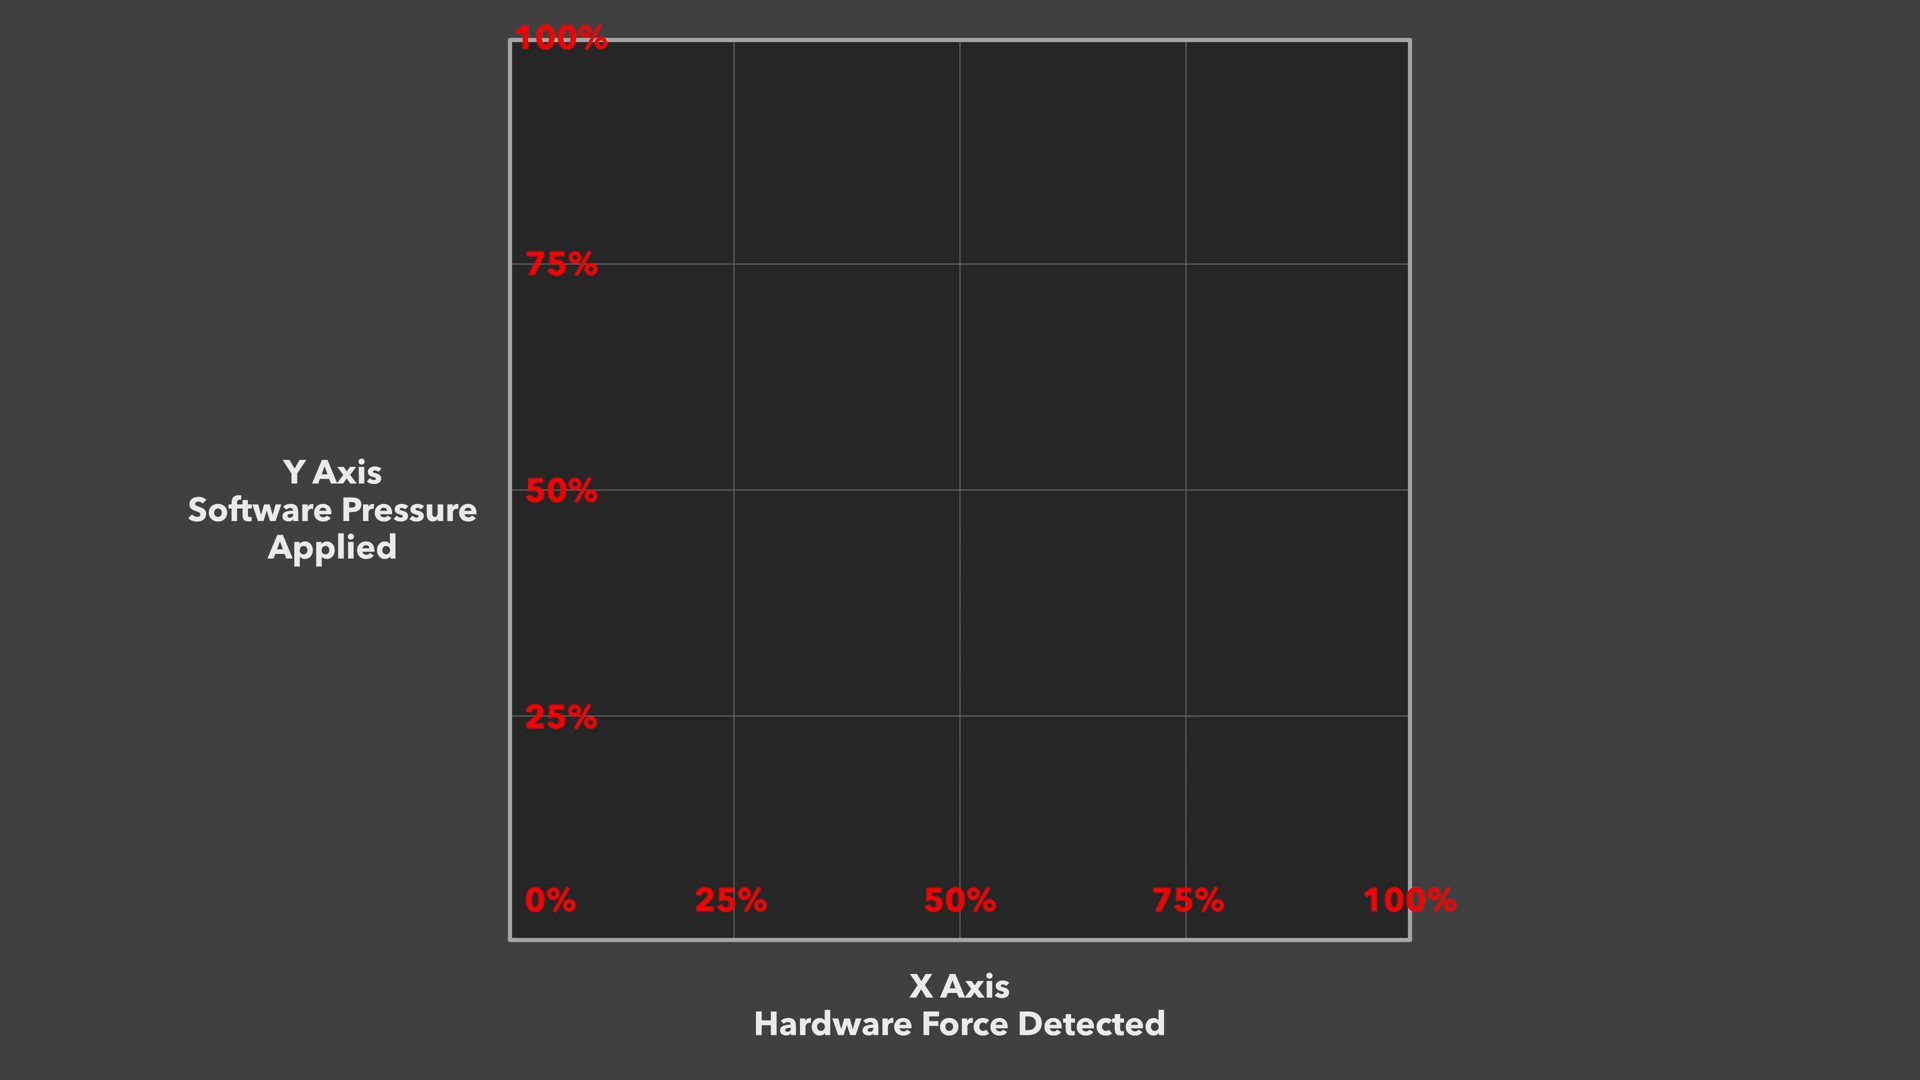 100%
75%
Y Axis
Software Pressure
Applied
50%
25%
0% 25% 50% 75% 100%
X Axis
Hardware Force Detected